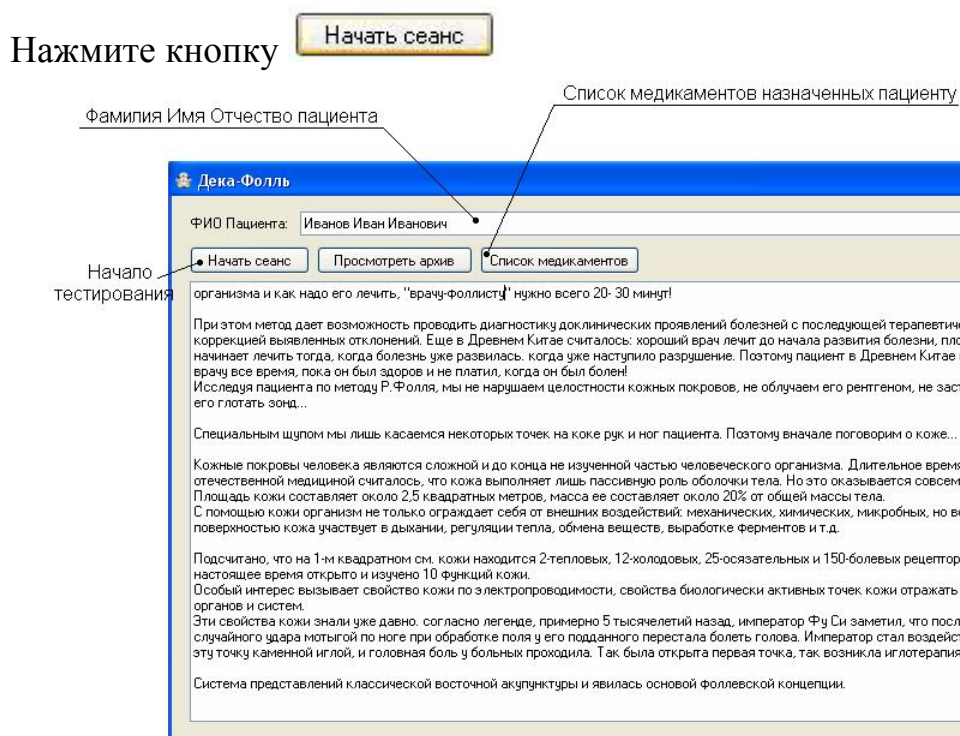 Нажмите кнопку Начать сеанс
Список медикаментов назначенных пациенту
Фамилия Имя Отчество пациента
Дека-Фолль
ФИО Пациента: Иванов Иван Иванович
Начать сеанс Просмотреть архив Список медикаментов
Начало
тестирования
организма и как надо его лечить, "врачу-фоллисту" нужно всего 20- 30 минут!
При этом метод дает возможность проводить диагностику доклинических проявлений болезней с последующей
коррекцией выявленных отклонений. Еще в Древнем Китае считалось: хороший врач лечит до начала развития болезни,
начинает лечить тогда, когда болезнь уже развилась. когда уже наступило разрушение. Поэтому пациент в Древнем Китае
врачу все время, пока он был здоров и не платил, когда он был болен!
Исследуя пациента по методу Р.Фолля, мы не нарушаем целостности кожных покровов, не облучаем его рентгеном, не
его глотать зонд...
Специальным щупом мы лишь касаемся некоторых точек на коке рук и ног пациента. Поэтому вначале поговорим о коже...
Кожные покровы человека являются сложной и до конца не изученной частью человеческого организма. Длительное время
отечественной медициной считалось, что кожа выполняет лишь пассивную роль оболочки тела. Но это оказывается совсем
Площадь кожи составляет около 2,5 квадратных метров, масса ее составляет около 20% от общей массы тела.
С помощью кожи организм не только ограждает себя от внешних воздействий: механических, химических, микробных, но
поверхностью кожа участвует в дыхании, регуляции тепла, обмена веществ, выработке ферментов и т.д.
Подсчитано, что на 1-м квадратном см. кожи находится 2-тепловых, 12-холодовых, 25-осязательных и 150-болевых
настоящее время открыто и изучено 10 функций кожи.
Особый интерес вызывает свойство кожи по электропроводимости, свойства биологически активных точек кожи отражать
органов и систем.
Эти свойства кожи знали уже давно. согласно легенде, примерно 5 тысячелетий назад, император Фу Си заметил, что
случайного удара мотыгой по ноге при обработке поля у его подданного перестала болеть голова. Император стал
эту точку каменной иглой, и головная боль у больных проходила. Так была открыта первая точка, так возникла иглотерапия
Система представлений классической восточной акупунктуры и явилась основой фоллевской концепции.